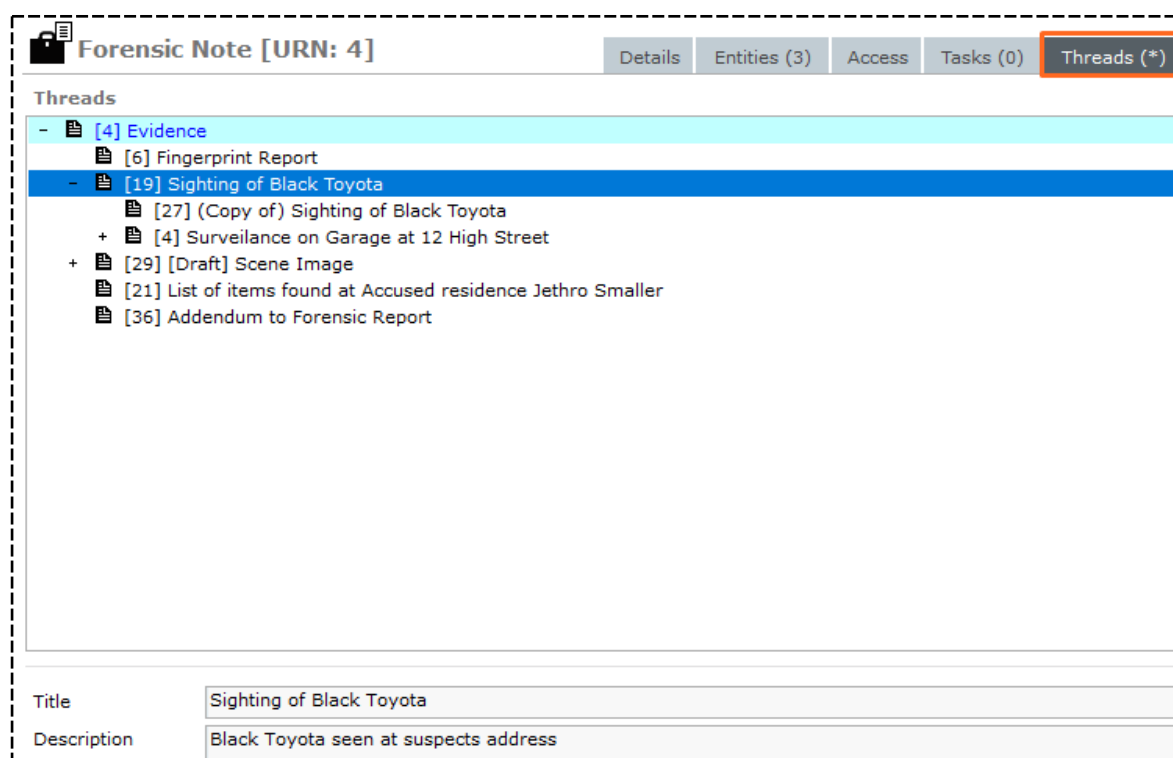 Forensic Note [URN: 4]
Details Entities (3) Access Tasks (0) Threads (*)
Threads
- [4] Evidence
[6] Fingerprint Report
- [19] Sighting of Black Toyota
[27] (Copy of) Sighting of Black Toyota
+ [4] Surveilance on Garage at 12 High Street
+ [29] [Draft] Scene Image
[21] List of items found at Accused residence Jethro Smaller
[36] Addendum to Forensic Report
Title Sighting of Black Toyota
Description Black Toyota seen at suspects address